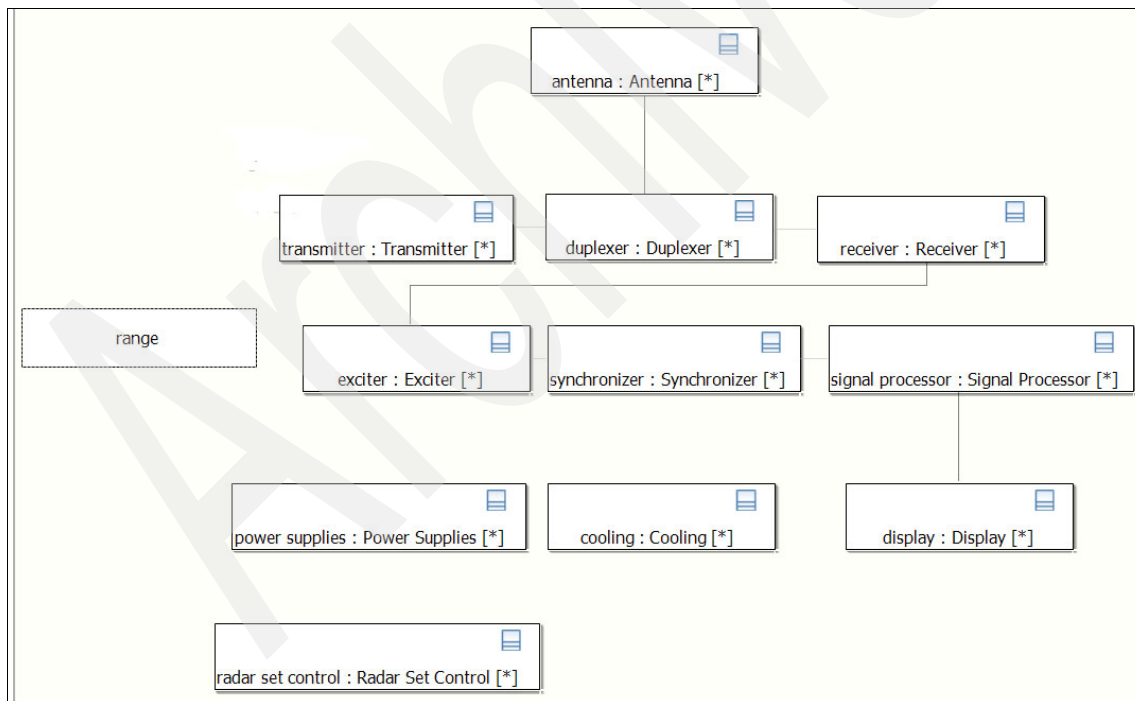 antenna : Antenna [*]
transmitter : Transmitter [*]
duplexer : Duplexer [*]
receiver : Receiver [*]
range
exciter : Exciter [*]
synchronizer : Synchronizer [*]
signal processor : Signal Processor [*]
power supplies : Power Supplies [*]
cooling : Cooling [*]
display : Display [*]
radar set control : Radar Set Control [*]